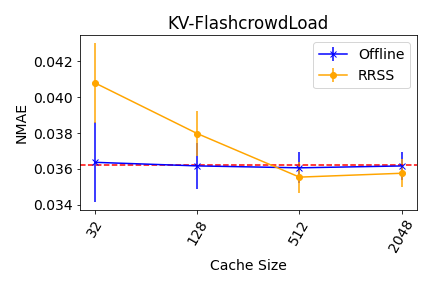 KV-FlashcrowdLoad
Offline
RRSS
NMAE
0.042
0.040
0.038
0.036
0.034
32
128
512
2048
Cache Size